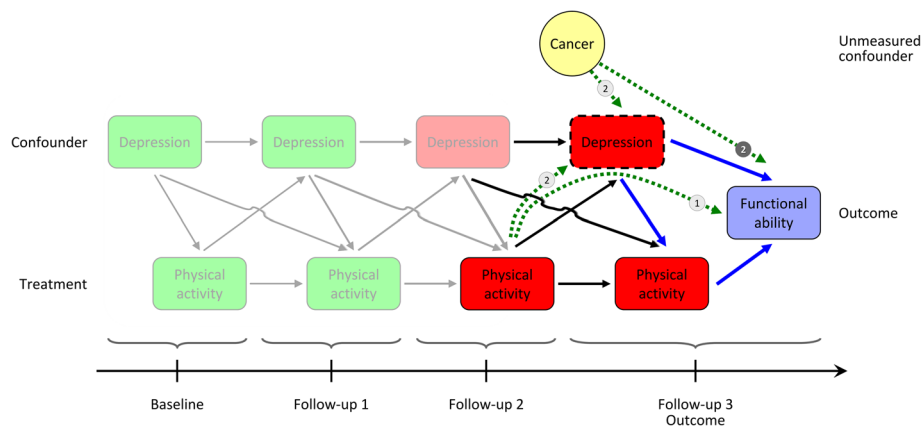 Cancer
Unmeasured
confounder
2
Confounder
Depression
Depression
Depression
Depression
2
2
1
Functional
ability
Outcome
Treatment
Physical
activity
Physical
activity
Physical
activity
Physical
activity
Baseline
Follow-up 1
Follow-up 2
Follow-up 3
Outcome